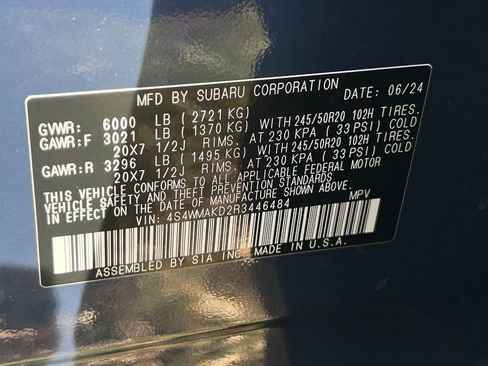 MFD BY SUBARU CORPORATION DATE: 06/24
GVWR: 6000 LB ( 2721 KG)
GAWR:F 3021 LB ( 1370 KG) WITH 245/50R20 102H TIRES.
20X7 1/2J RIMS. AT 230 KPA ( 33 PSI) COLD
GAWR:R 3296 LB ( 1495 KG) WITH 245/50R20 102H TIRES.
20X7 1/2J RIMS. AT 230 KPA ( 33 PSI) COLD
THIS VEHICLE CONFORMS TO ALL APPLICABLE FEDERAL MOTOR
VEHICLE SAFETY AND THEFT PREVENTION STANDARDS
IN EFFECT ON THE DATE OF MANUFACTURE SHOWN ABOVE.
VIN: 4S4WMAKD2R3446484 MPV
ASSEMBLED BY SIA INC. MADE IN U.S.A.